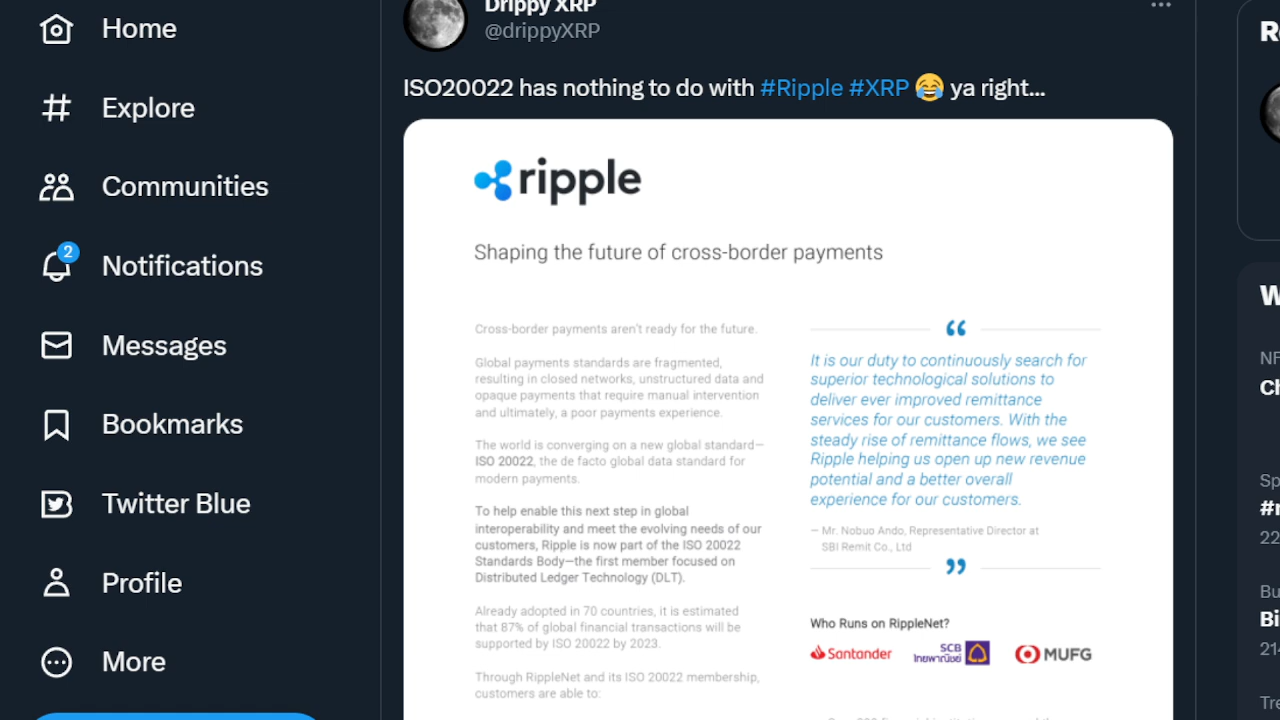 Home
Explore
Communities
2
Notifications
Messages
Bookmarks
Twitter Blue
Profile
More
Drippy XRP
@drippyXRP
ISO20022 has nothing to do with #Ripple #XRP 😂 ya right...
ripple
Shaping the future of cross-border payments
Cross-border payments aren't ready for the future.
Global payments standards are fragmented,
resulting in closed networks, unstructured data and
opaque payments that require manual intervention
and ultimately, a poor payments experience.
The world is converging on a new global standard—
ISO 20022, the de facto global data standard for
modern payments.
To help enable this next step in global
interoperability and meet the evolving needs of our
customers, Ripple is now part of the ISO 20022
Standards Body—the first member focused on
Distributed Ledger Technology (DLT).
Already adopted in 70 countries, it is estimated
that 87% of global financial transactions will be
supported by ISO 20022 by 2023.
Through RippleNet and its ISO 20022 membership,
customers are able to:
“
It is our duty to continuously search for
superior technological solutions to
deliver ever improved remittance
services for our customers. With the
steady rise of remittance flows, we see
Ripple helping us open up new revenue
potential and a better overall
experience for our customers.
— Mr. Nobuo Ando, Representative Director at
SBI Remit Co., Ltd
”
Who Runs on RippleNet?
Santander
SCB
ไทยพาณิชย์
MUFG